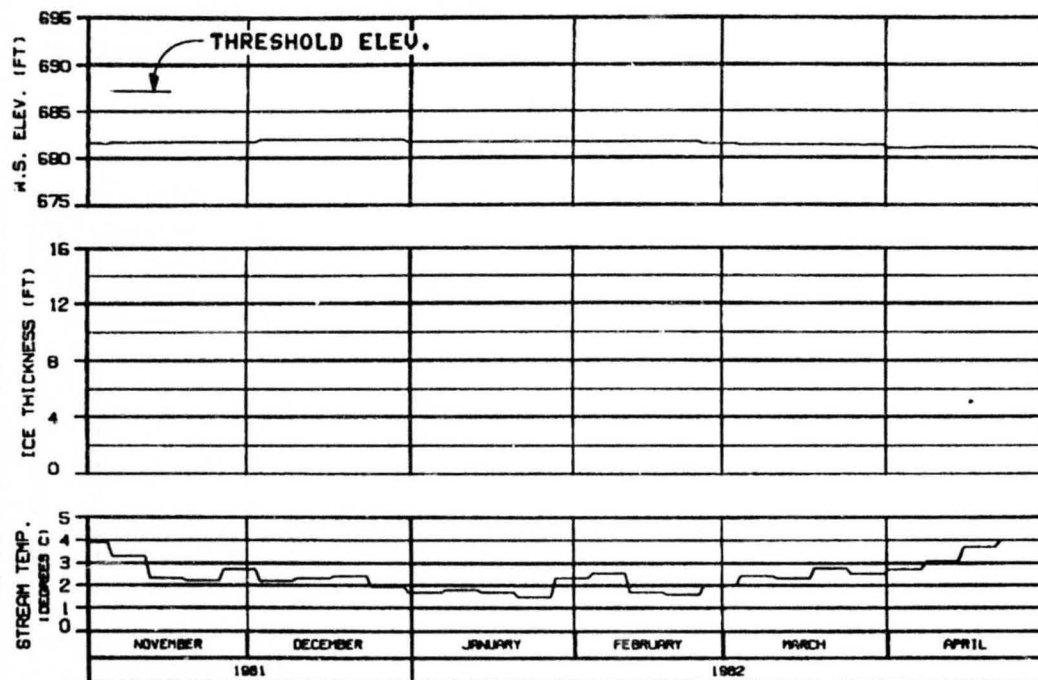 W.S. ELEV. (FT)
695
690
685
680
675
THRESHOLD ELEV.
ICE THICKNESS (FT)
16
12
8
4
0
STREAM TEMP.
(DEGREES C)
5
4
3
2
1
0
NOVEMBER DECEMBER JANUARY FEBRUARY MARCH APRIL
1981 1982